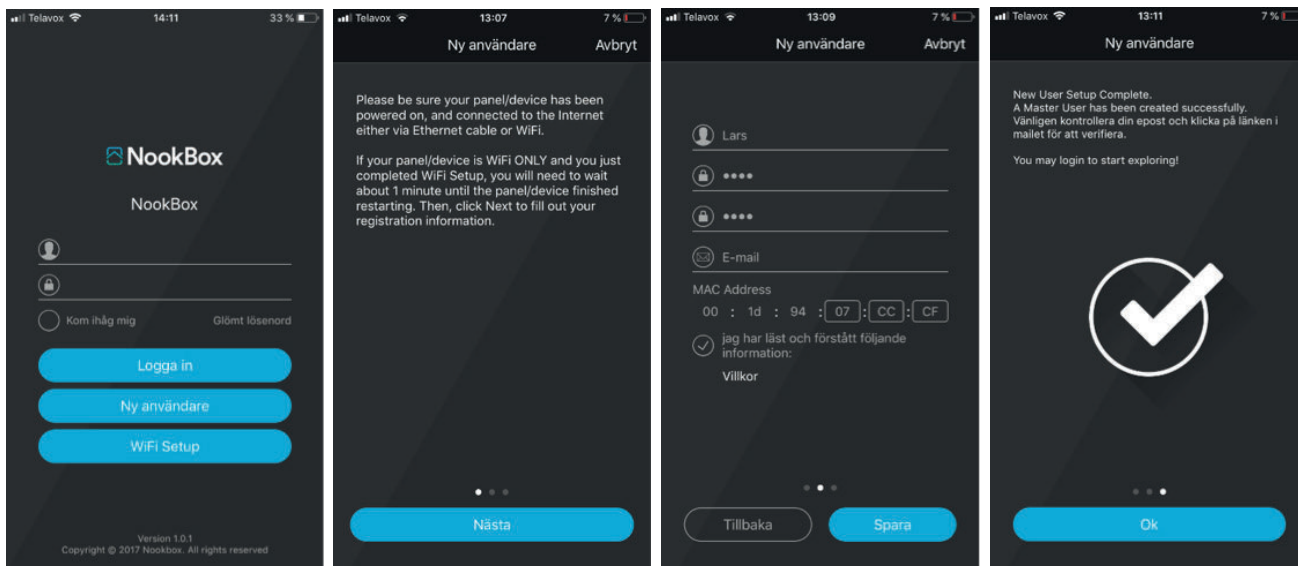 Telavox 14:11 33 %
NookBox
NookBox
Kom ihåg mig Glömt lösenord
Logga in
Ny användare
WiFi Setup
Version 1.0.1
Copyright © 2017 Nookbox. All rights reserved
Telavox 13:07 7 %
Ny användare Avbryt
Please be sure your panel/device has been
powered on, and connected to the Internet
either via Ethernet cable or WiFi.
If your panel/device is WiFi ONLY and you just
completed WiFi Setup, you will need to wait
about 1 minute until the panel/device finished
restarting. Then, click Next to fill out your
registration information.
Nästa
Telavox 13:09 7 %
Ny användare Avbryt
Lars
••••
••••
E-mail
MAC Address
00 : 1d : 94 : 07 : CC : CF
jag har läst och förstått följande
information:
Villkor
Tillbaka Spara
Telavox 13:11 7 %
Ny användare
New User Setup Complete.
A Master User has been created successfully.
Vänligen kontrollera din epost och klicka på länken i
mailet för att verifiera.
You may login to start exploring!
Ok